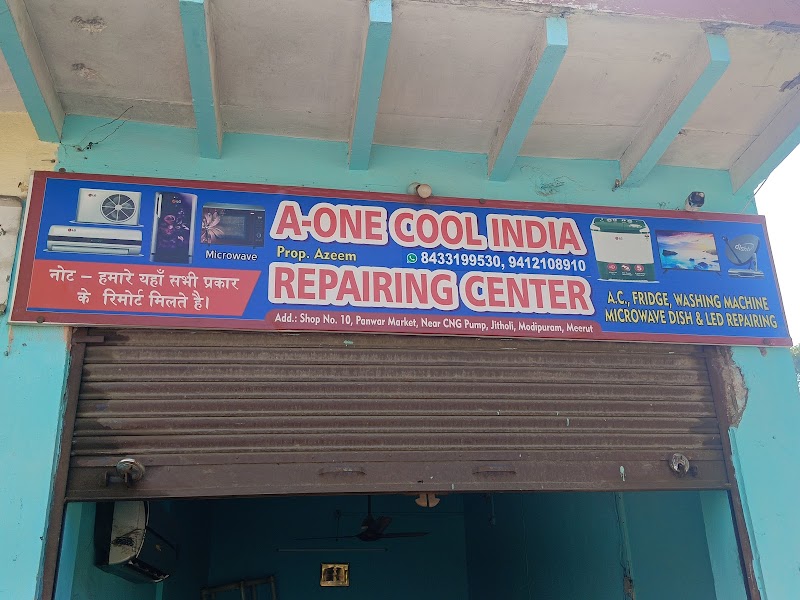 A-ONE COOL INDIA
Prop. Azeem
8433199530, 9412108910
REPAIRING CENTER
Add.: Shop No. 10, Panwar Market, Near CNG Pump, Jitholi, Modipuram, Meerut
Microwave
नोट – हमारे यहाँ सभी प्रकार
के रिमोर्ट मिलते है।
A.C., FRIDGE, WASHING MACHINE
MICROWAVE DISH & LED REPAIRING